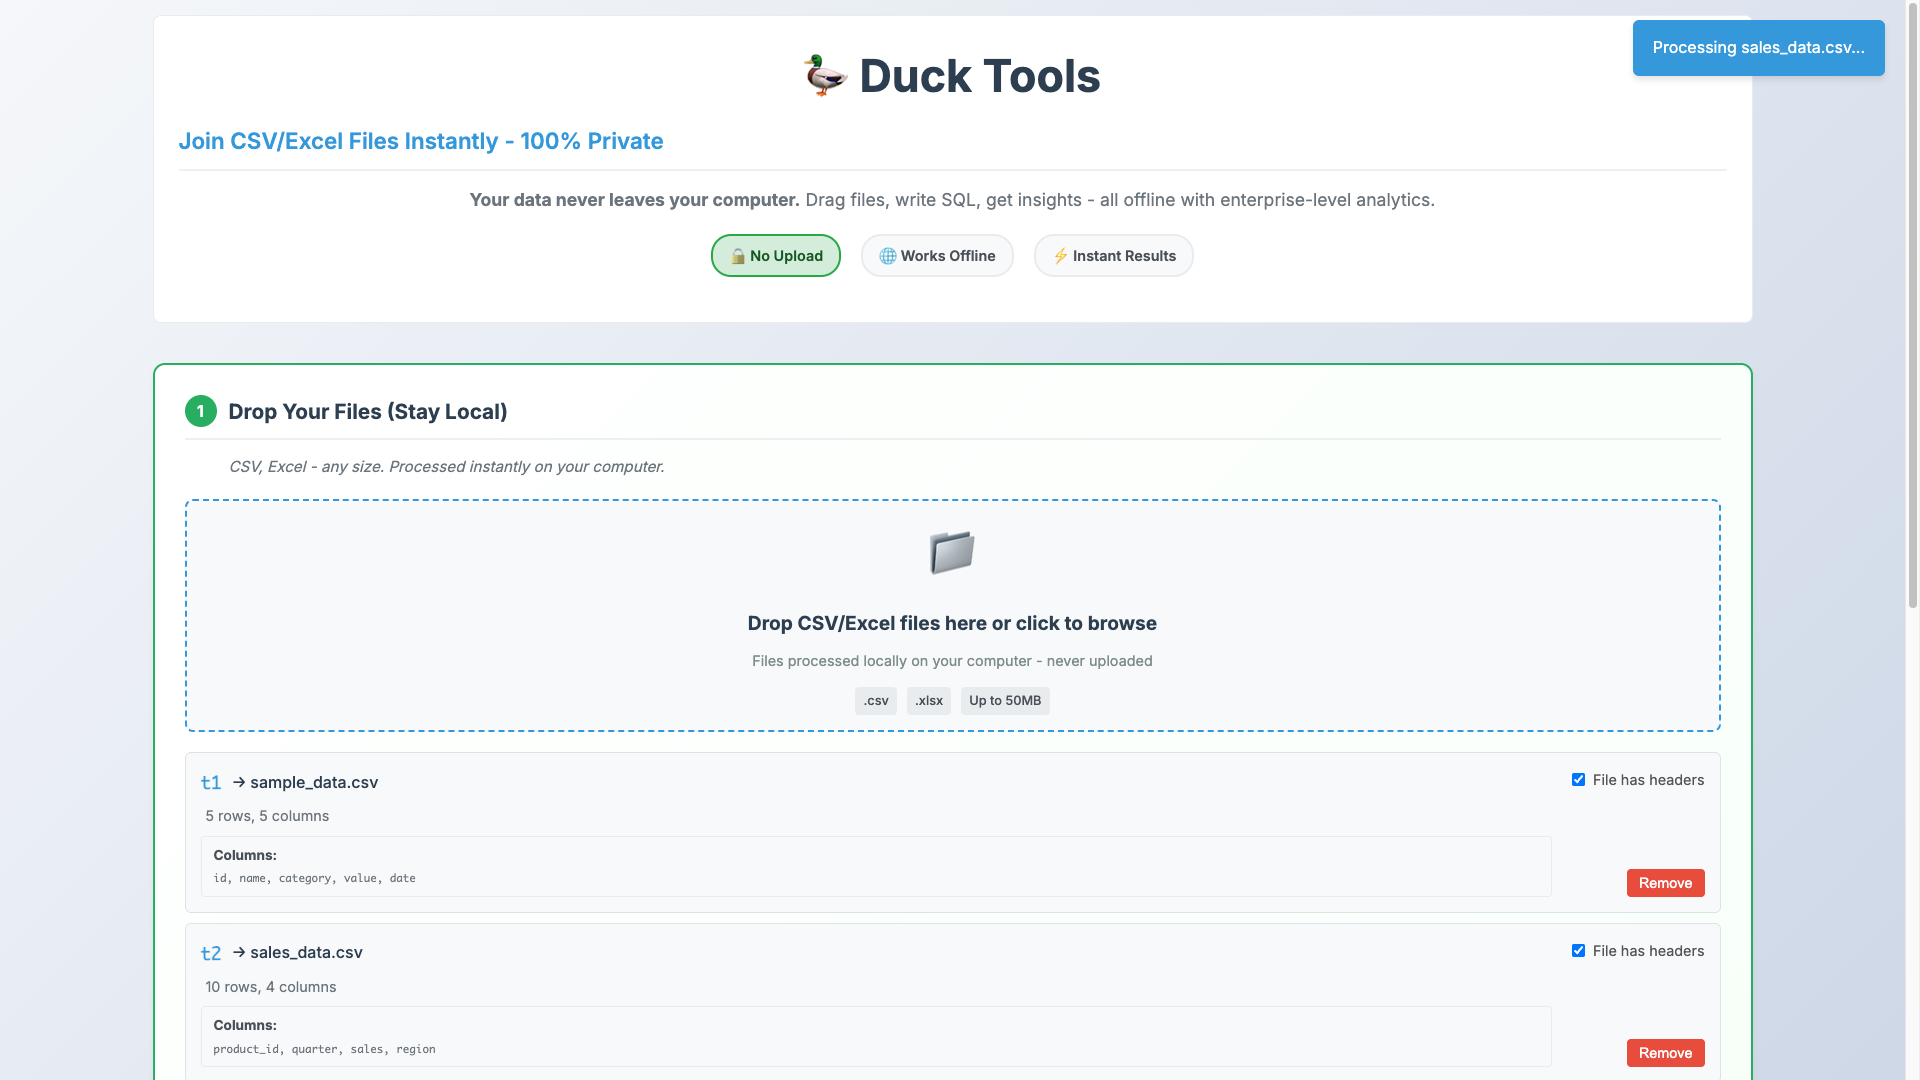 Processing sales_data.csv...
Duck Tools
Join CSV/Excel Files Instantly - 100% Private
Your data never leaves your computer. Drag files, write SQL, get insights - all offline with enterprise-level analytics.
No Upload
Works Offline
Instant Results
1 Drop Your Files (Stay Local)
CSV, Excel - any size. Processed instantly on your computer.
Drop CSV/Excel files here or click to browse
Files processed locally on your computer - never uploaded
.csv .xlsx Up to 50MB
t1 → sample_data.csv
File has headers
5 rows, 5 columns
Columns:
id, name, category, value, date
Remove
t2 → sales_data.csv
File has headers
10 rows, 4 columns
Columns:
product_id, quarter, sales, region
Remove